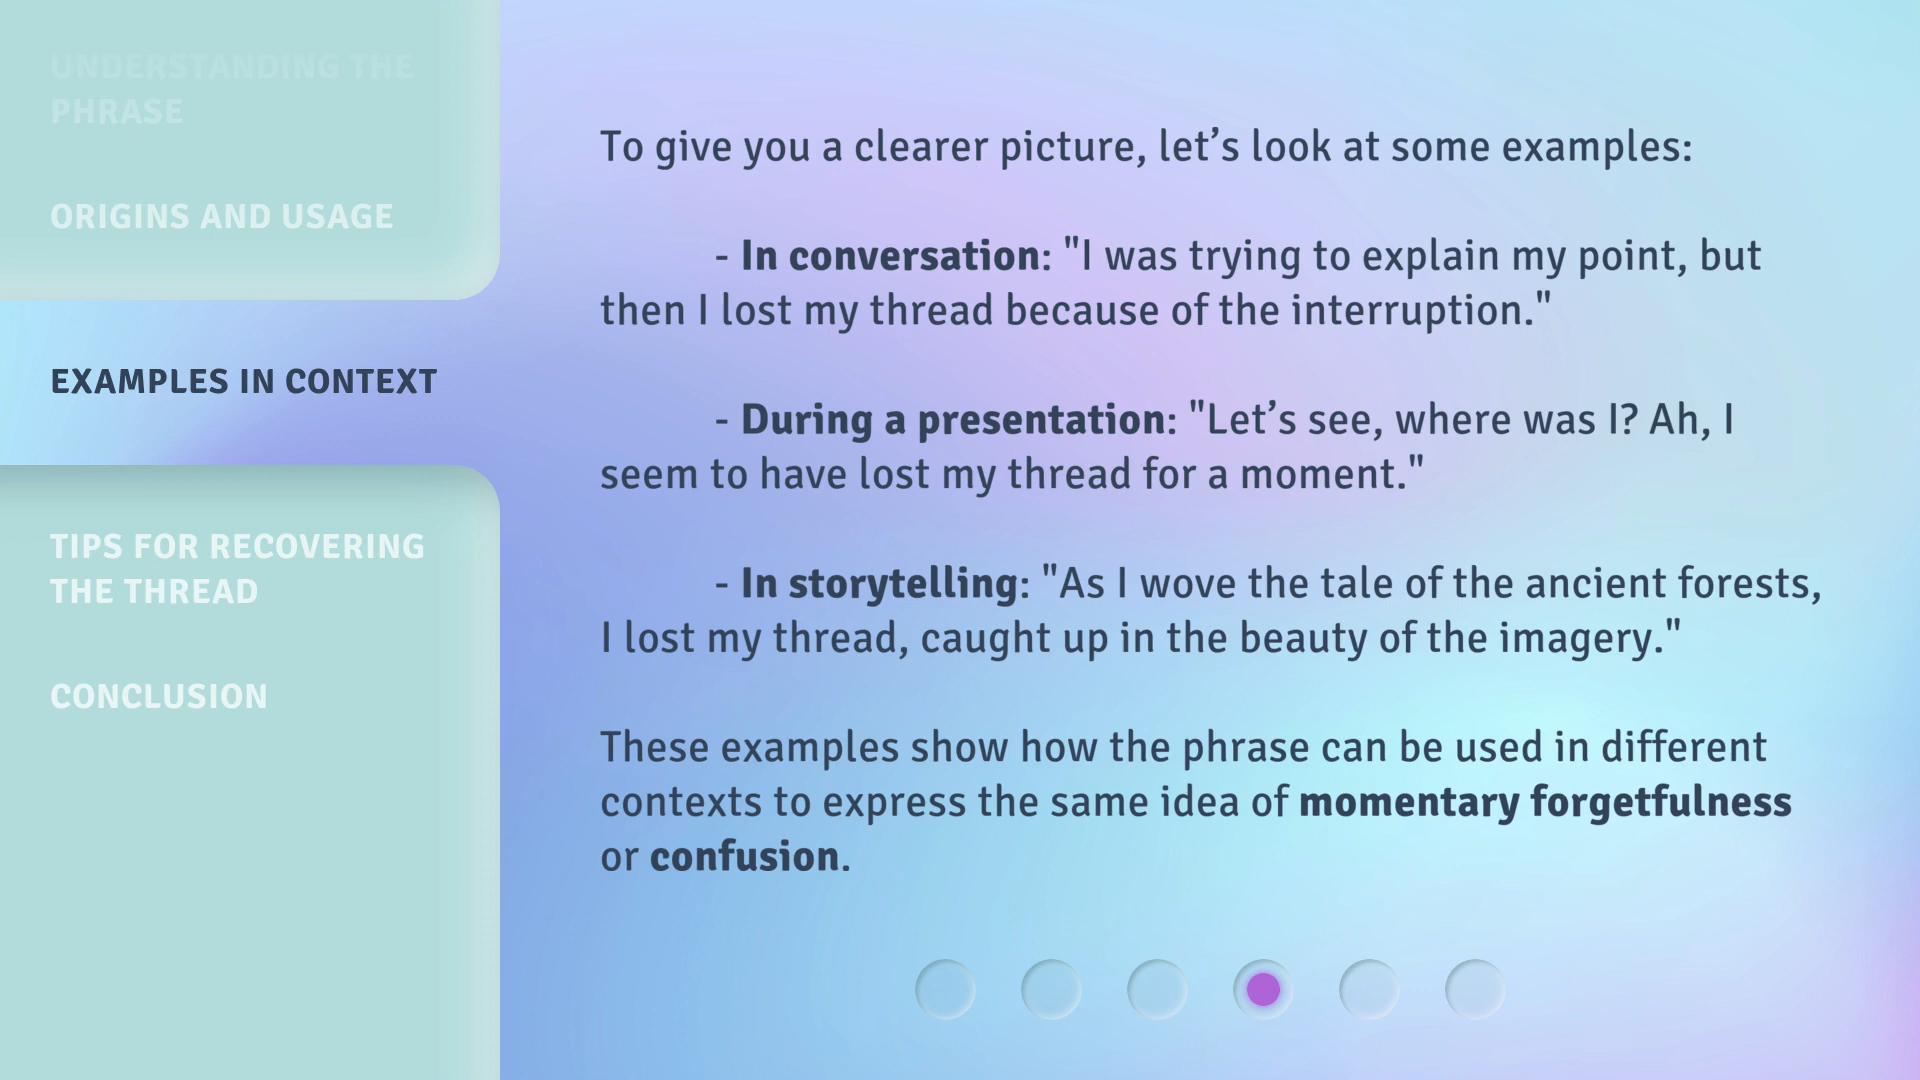 UNDERSTANDING THE
PHRASE
ORIGINS AND USAGE
EXAMPLES IN CONTEXT
TIPS FOR RECOVERING
THE THREAD
CONCLUSION
To give you a clearer picture, let’s look at some examples:
- In conversation: "I was trying to explain my point, but
then I lost my thread because of the interruption."
- During a presentation: "Let’s see, where was I? Ah, I
seem to have lost my thread for a moment."
- In storytelling: "As I wove the tale of the ancient forests,
I lost my thread, caught up in the beauty of the imagery."
These examples show how the phrase can be used in different
contexts to express the same idea of momentary forgetfulness
or confusion.